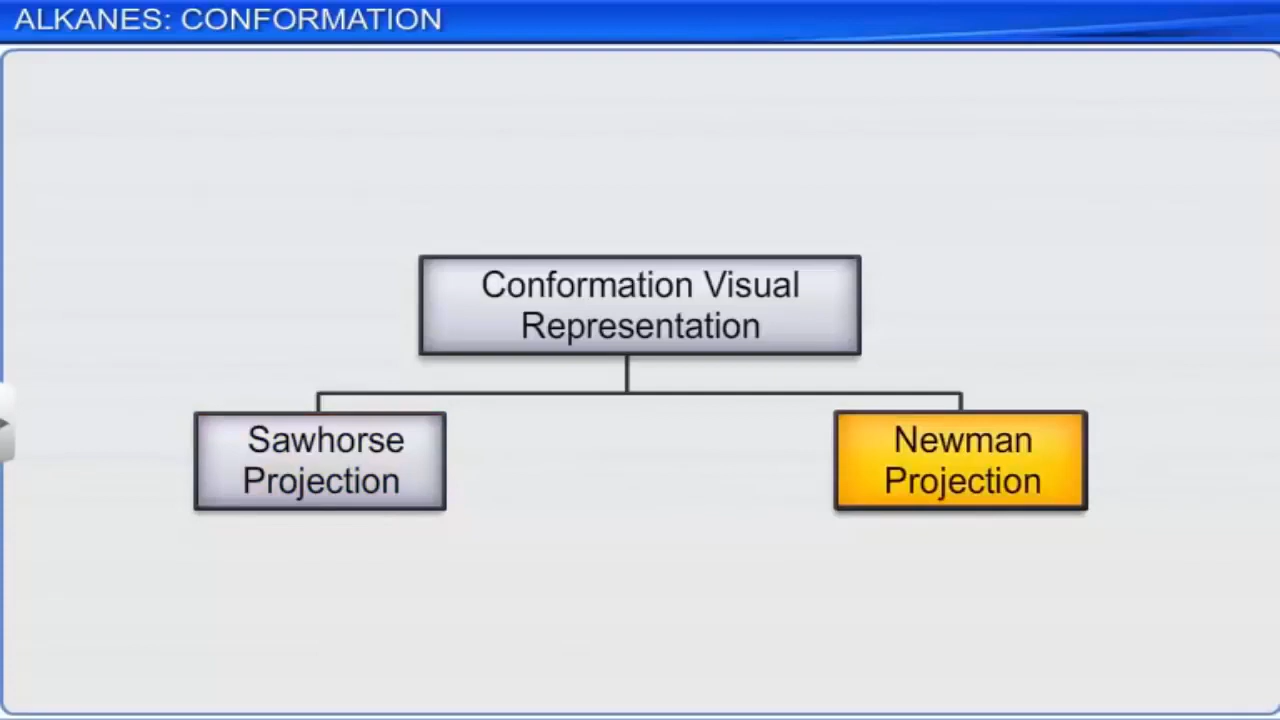 ALKANES: CONFORMATION
Conformation Visual
Representation
Sawhorse
Projection
Newman
Projection